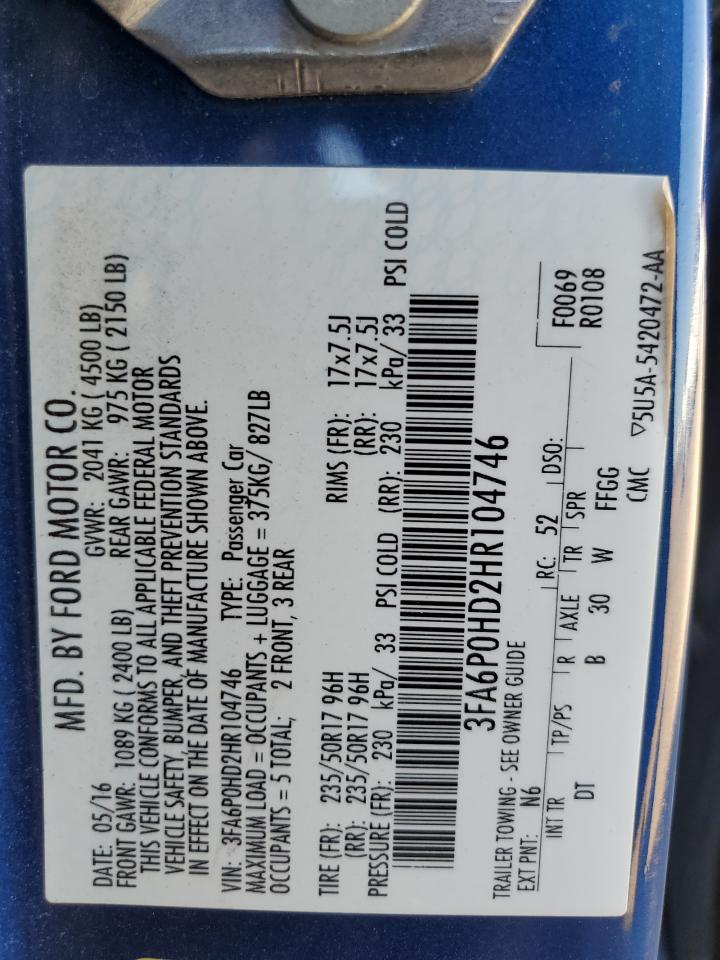 MFD. BY FORD MOTOR CO.
DATE: 05/16 GVWR: 2041 KG ( 4500 LB)
FRONT GAWR: 1089 KG ( 2400 LB) REAR GAWR: 975 KG ( 2150 LB)
THIS VEHICLE CONFORMS TO ALL APPLICABLE FEDERAL MOTOR
VEHICLE SAFETY, BUMPER, AND THEFT PREVENTION STANDARDS
IN EFFECT ON THE DATE OF MANUFACTURE SHOWN ABOVE.
VIN: 3FA6P0HD2HR104746 TYPE: Passenger Car
MAXIMUM LOAD = OCCUPANTS + LUGGAGE = 375KG/ 827LB
OCCUPANTS = 5 TOTAL; 2 FRONT, 3 REAR
TIRE (FR): 235/50R17 96H RIMS (FR): 17x7.5J
(RR): 235/50R17 96H (RR): 17x7.5J
PRESSURE (FR): 230 kPa/ 33 PSI COLD (RR): 230 kPa/ 33 PSI COLD
3FA6P0HD2HR104746
TRAILER TOWING - SEE OWNER GUIDE
EXT PNT: N6 RC: 52 DSO:
F0069
R0108
INT TR TP/PS R AXLE TR SPR
DT B 30 W FFGG
CMC ▽5U5A-5420472-AA